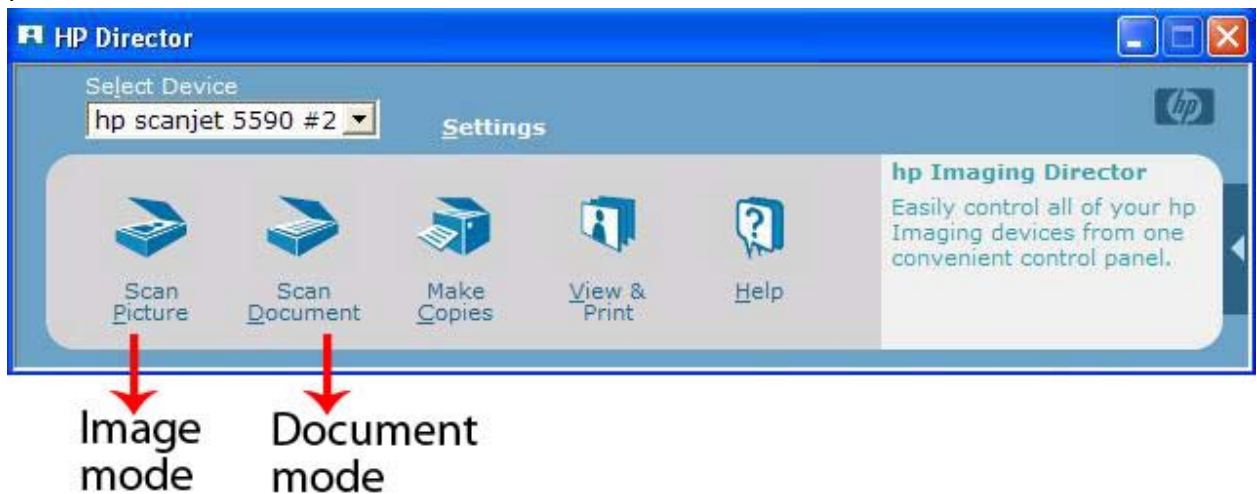 HP Director
Select Device
hp scanjet 5590 #2
Settings
hp
hp Imaging Director
Easily control all of your hp
Imaging devices from one
convenient control panel.
Scan
Picture
Scan
Document
Make
Copies
View &
Print
Help
Image
mode
Document
mode